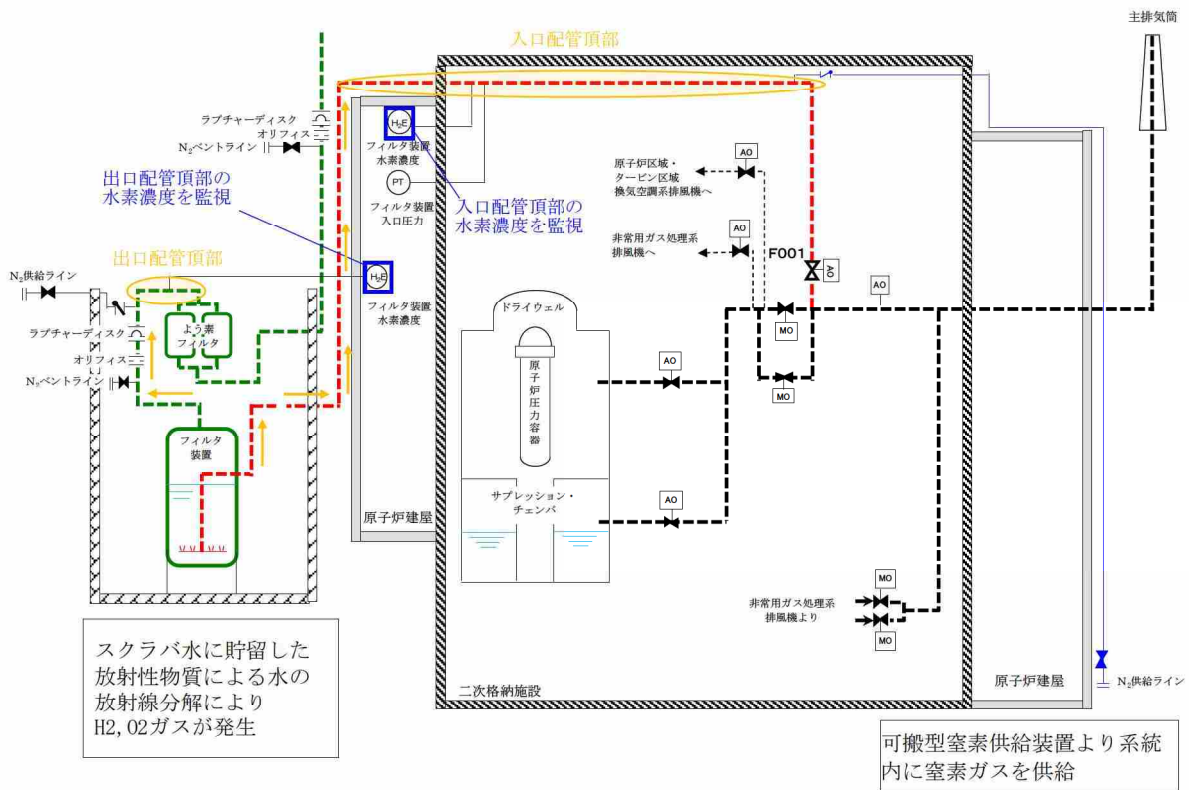 主排気筒
入口配管頂部
ラプチャーディスク
オリフィス
N₂ベントライン
H₂E
フィルタ装置
水素濃度
PT
フィルタ装置
入口圧力
出口配管頂部の
水素濃度を監視
入口配管頂部の
水素濃度を監視
AO
原子炉区域・
タービン区域
換気空調系排風機へ
AO
非常用ガス処理系
排風機へ
F001
AO
AO
MO
MO
出口配管頂部
N₂供給ライン
H₂E
フィルタ装置
水素濃度
ラプチャーディスク
よう素
フィルタ
オリフィス
N₂ベントライン
フィルタ
装置
ドライウェル
原子炉圧力容器
AO
サプレッション・
チェンバ
AO
原子炉建屋
非常用ガス処理系
排風機より
MO
MO
二次格納施設
原子炉建屋
N₂供給ライン
スクラバ水に貯留した
放射性物質による水の
放射線分解により
H2,O2ガスが発生
可搬型窒素供給装置より系統
内に窒素ガスを供給